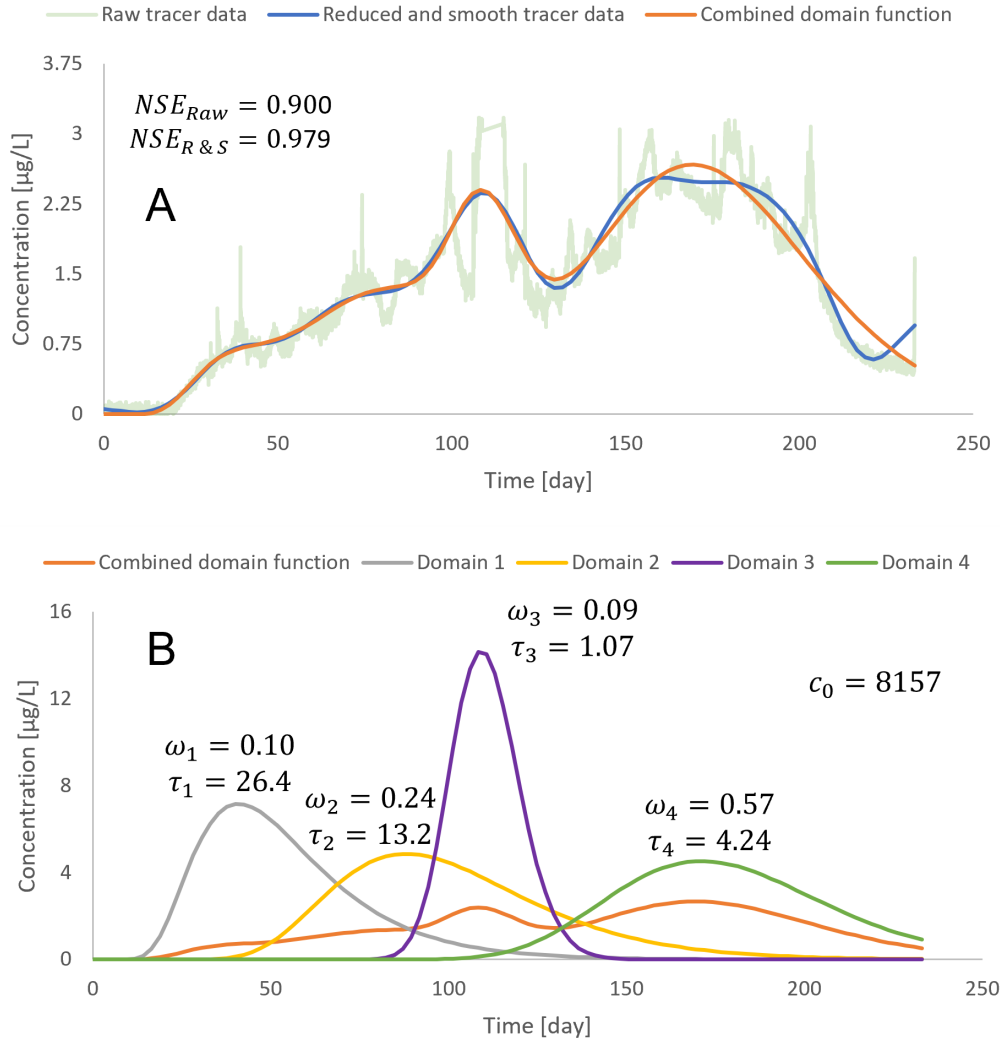 Raw tracer data Reduced and smooth tracer data Combined domain function
3.75
3
2.25
1.5
0.75
0
Concentration [µg/L]
NSE_Raw = 0.900
NSE_R & S = 0.979
A
0 50 100 150 200 250
Time [day]
Combined domain function Domain 1 Domain 2 Domain 3 Domain 4
16
12
8
4
0
Concentration [µg/L]
B
ω₃ = 0.09
τ₃ = 1.07
c₀ = 8157
ω₁ = 0.10
τ₁ = 26.4
ω₂ = 0.24
τ₂ = 13.2
ω₄ = 0.57
τ₄ = 4.24
0 50 100 150 200 250
Time [day]